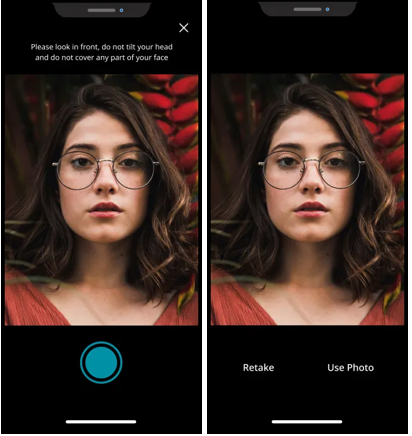 Please look in front, do not tilt your head
and do not cover any part of your face
Retake
Use Photo